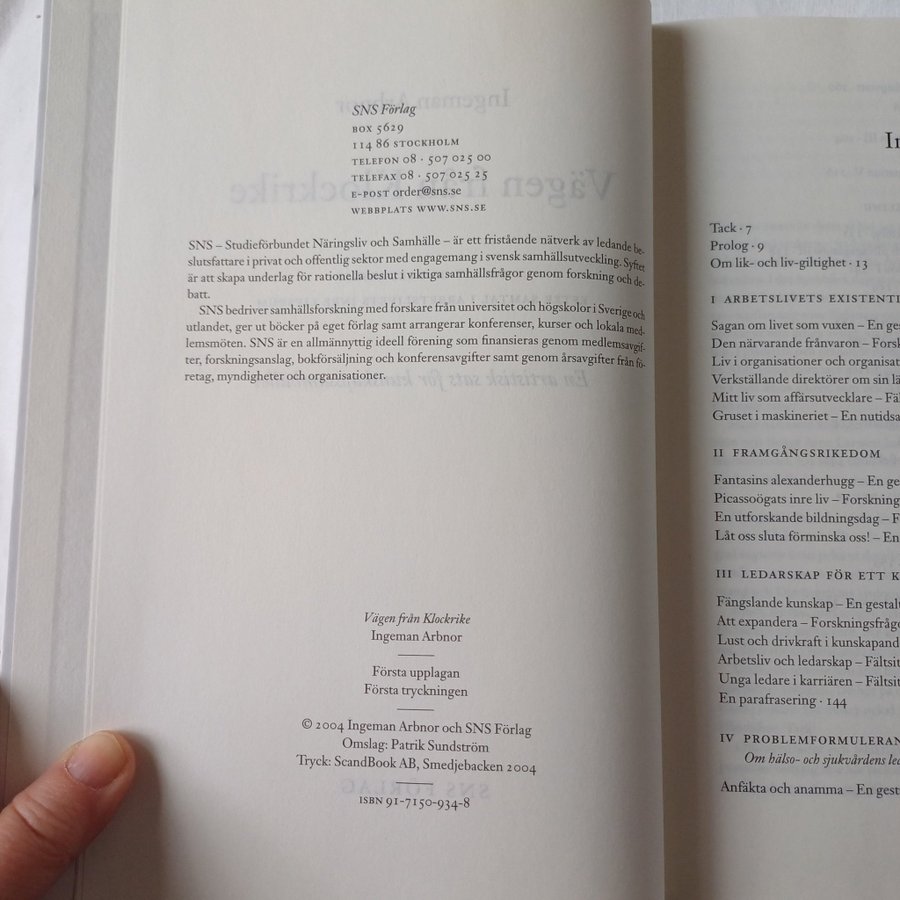 SNS Förlag
BOX 5629
114 86 STOCKHOLM
TELEFON 08 · 507 025 00
TELEFAX 08 · 507 025 25
E-POST order@sns.se
WEBBPLATS WWW.SNS.SE
SNS – Studieförbundet Näringsliv och Samhälle – är ett fristående nätverk av ledande be-
slutsfattare i privat och offentlig sektor med engagemang i svensk samhällsutveckling. Syftet
är att skapa underlag för rationella beslut i viktiga samhällsfrågor genom forskning och de-
batt.
SNS bedriver samhällsforskning med forskare från universitet och högskolor i Sverige och
utlandet, ger ut böcker på eget förlag samt arrangerar konferenser, kurser och lokala med-
lemsmöten. SNS är en allmännyttig ideell förening som finansieras genom medlemsavgif-
ter, forskningsanslag, bokförsäljning och konferensavgifter samt genom årsavgifter från fö-
retag, myndigheter och organisationer.
Vägen från Klockrike
Ingeman Arbnor
Första upplagan
Första tryckningen
© 2004 Ingeman Arbnor och SNS Förlag
Omslag: Patrik Sundström
Tryck: ScandBook AB, Smedjebacken 2004
ISBN 91-7150-934-8
In
Tack · 7
Prolog · 9
Om lik- och liv-giltighet · 13
I ARBETSLIVETS EXISTENTI
Sagan om livet som vuxen – En ges
Den närvarande frånvaron – Forsk
Liv i organisationer och organisat
Verkställande direktörer om sin lä
Mitt liv som affärsutvecklare – Fäl
Gruset i maskineriet – En nutidsa
II FRAMGÅNGSRIKEDOM
Fantasins alexanderhugg – En ges
Picassoögats inre liv – Forskning
En utforskande bildningsdag – F
Låt oss sluta förminska oss! – En
III LEDARSKAP FÖR ETT K
Fängslande kunskap – En gestalt
Att expandera – Forskningsfråge
Lust och drivkraft i kunskapand
Arbetsliv och ledarskap – Fältsit
Unga ledare i karriären – Fältsit
En parafrasering · 144
IV PROBLEMFORMULERAN
Om hälso- och sjukvårdens led
Anfäkta och anamma – En gest